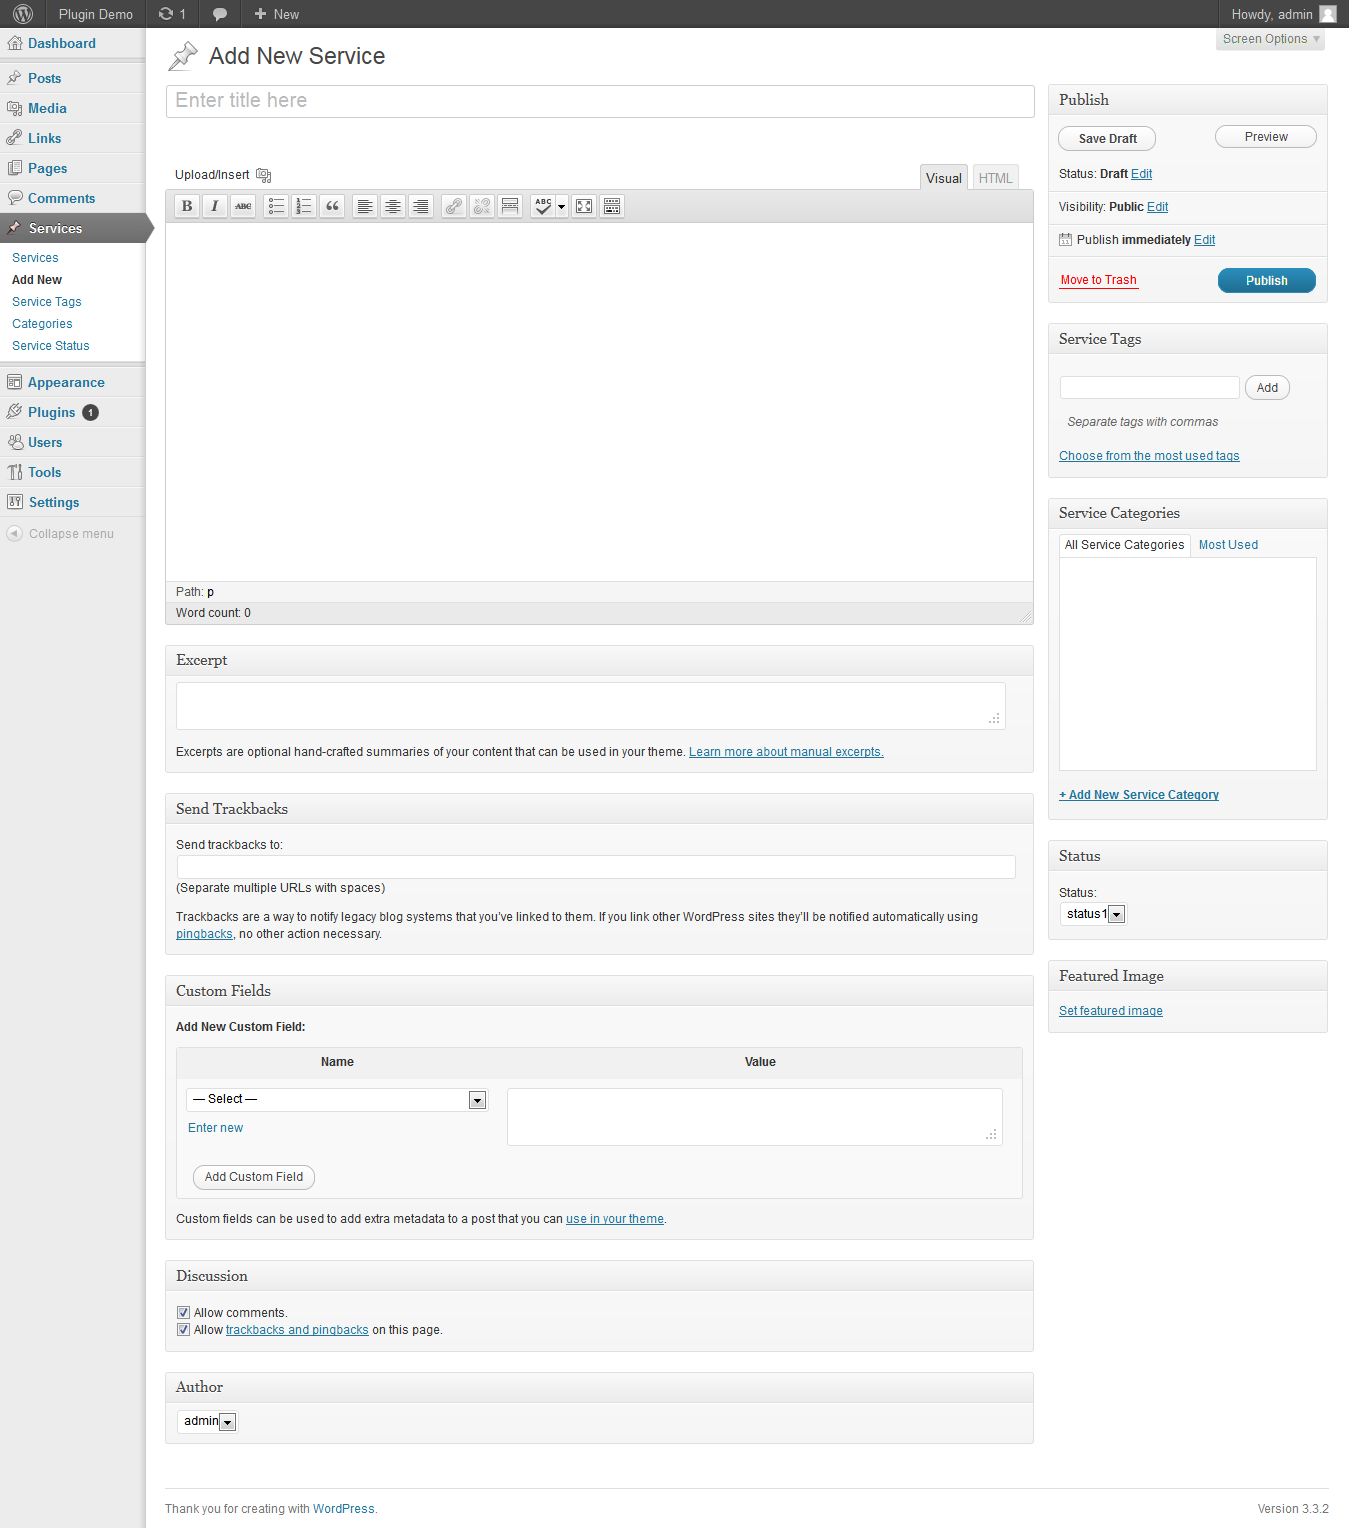 Plugin Demo 1 New Howdy, admin
Screen Options
Dashboard
Posts
Media
Links
Pages
Comments
Services
Services
Add New
Service Tags
Categories
Service Status
Appearance
Plugins 1
Users
Tools
Settings
Collapse menu
Add New Service
Enter title here
Upload/Insert
Visual HTML
B I ABC ABC
Path: p
Word count: 0
Excerpt
Excerpts are optional hand-crafted summaries of your content that can be used in your theme. Learn more about manual excerpts.
Send Trackbacks
Send trackbacks to:
(Separate multiple URLs with spaces)
Trackbacks are a way to notify legacy blog systems that you’ve linked to them. If you link other WordPress sites they’ll be notified automatically using
pingbacks, no other action necessary.
Custom Fields
Add New Custom Field:
Name Value
— Select —
Enter new
Add Custom Field
Custom fields can be used to add extra metadata to a post that you can use in your theme.
Discussion
Allow comments.
Allow trackbacks and pingbacks on this page.
Author
admin
Publish
Save Draft Preview
Status: Draft Edit
Visibility: Public Edit
Publish immediately Edit
Move to Trash Publish
Service Tags
Add
Separate tags with commas
Choose from the most used tags
Service Categories
All Service Categories Most Used
+ Add New Service Category
Status
Status:
status1
Featured Image
Set featured image
Thank you for creating with WordPress. Version 3.3.2